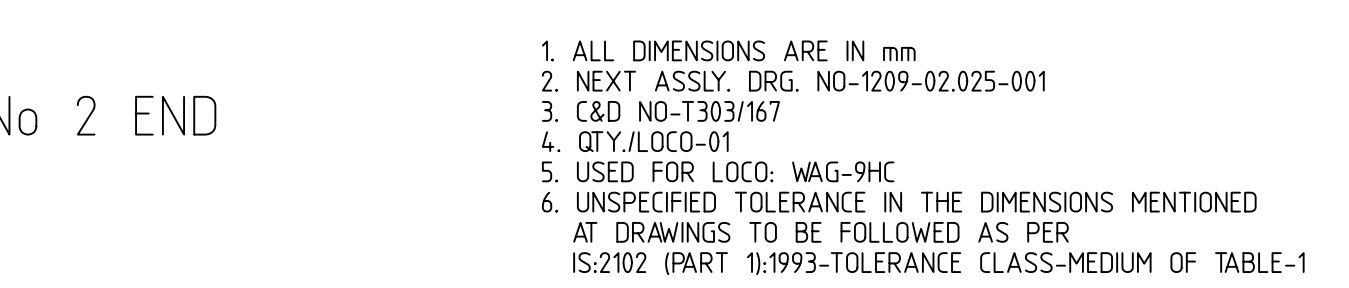 No 2 END
1. ALL DIMENSIONS ARE IN mm
2. NEXT ASSLY. DRG. NO-1209-02.025-001
3. C&D NO-T303/167
4. QTY./LOCO-01
5. USED FOR LOCO: WAG-9HC
6. UNSPECIFIED TOLERANCE IN THE DIMENSIONS MENTIONED
AT DRAWINGS TO BE FOLLOWED AS PER
IS:2102 (PART 1):1993-TOLERANCE CLASS-MEDIUM OF TABLE-1